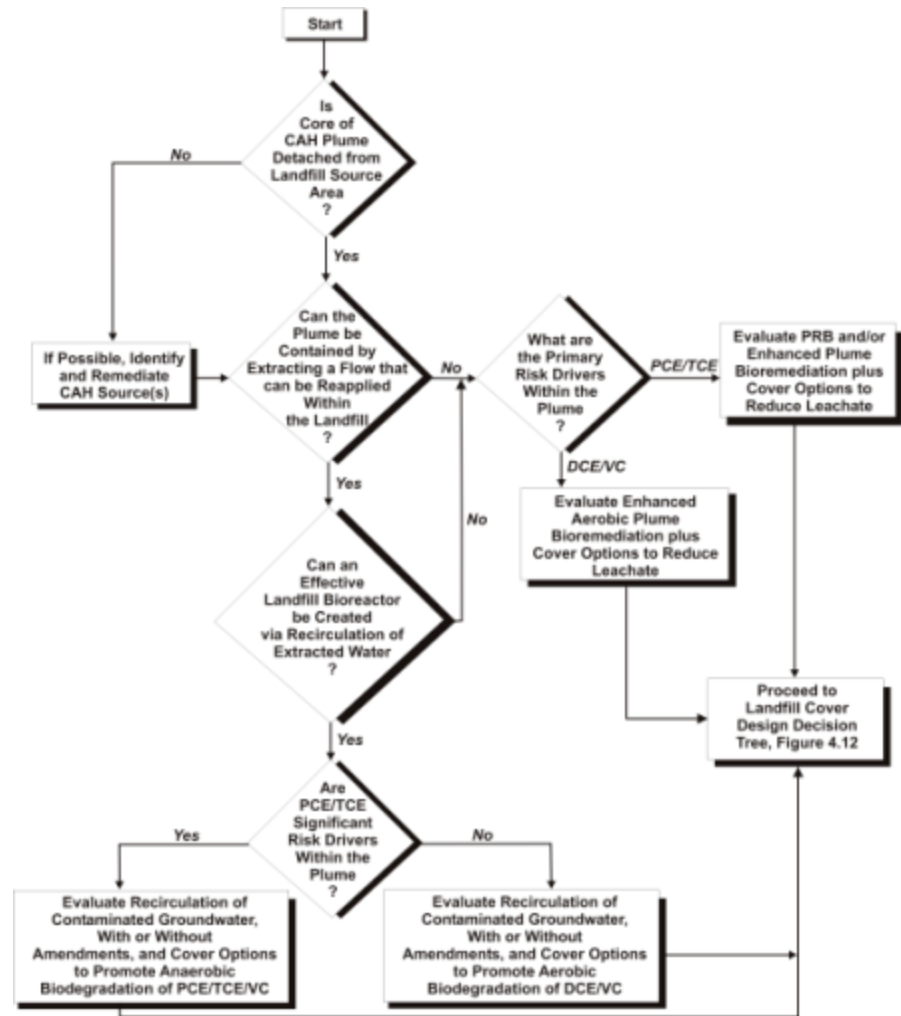 Start
Is
Core of
CAH Plume
Detached from
Landfill Source
Area
?
No
Yes
If Possible, Identify
and Remediate
CAH Source(s)
Can the
Plume be
Contained by
Extracting a Flow that
can be Reapplied
Within
the Landfill
?
No
Yes
What are
the Primary
Risk Drivers
Within the
Plume
?
PCE/TCE
DCE/VC
Evaluate PRB and/or
Enhanced Plume
Bioremediation plus
Cover Options to
Reduce Leachate
Evaluate Enhanced
Aerobic Plume
Bioremediation plus
Cover Options to Reduce
Leachate
Can an
Effective
Landfill Bioreactor
be Created
via Recirculation of
Extracted Water
?
No
Yes
Proceed to
Landfill Cover
Design Decision
Tree, Figure 4.12
Are
PCE/TCE
Significant
Risk Drivers
Within the
Plume
?
Yes
No
Evaluate Recirculation of
Contaminated Groundwater,
With or Without
Amendments, and Cover Options
to Promote Anaerobic
Biodegradation of PCE/TCE/VC
Evaluate Recirculation of
Contaminated Groundwater,
With or Without
Amendments, and Cover Options
to Promote Aerobic
Biodegradation of DCE/VC